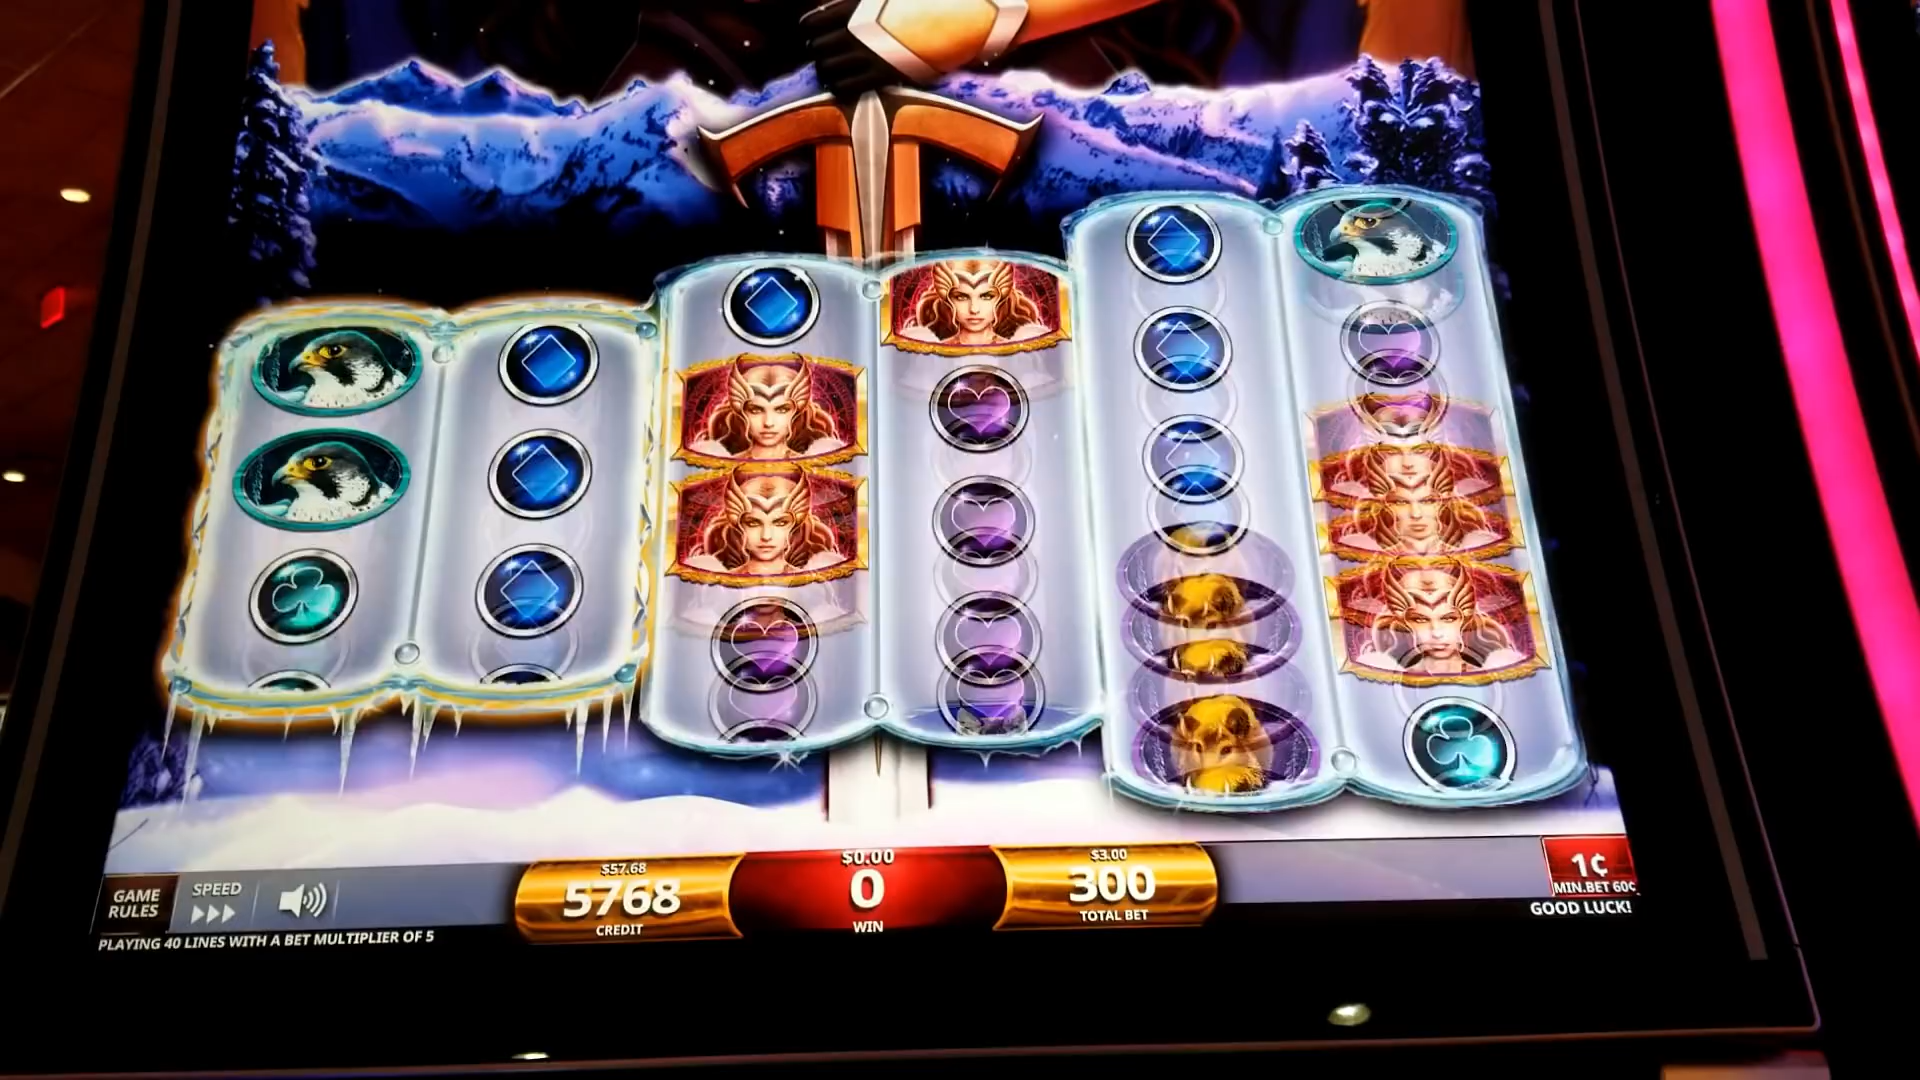 GAME
RULES
SPEED
$57.68
5768
CREDIT
$0.00
0
WIN
$3.00
300
TOTAL BET
1¢
MIN.BET 60¢
GOOD LUCK!
PLAYING 40 LINES WITH A BET MULTIPLIER OF 5